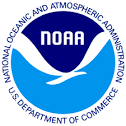 NATIONAL OCEANIC AND ATMOSPHERIC ADMINISTRATION
NOAA
U.S. DEPARTMENT OF COMMERCE